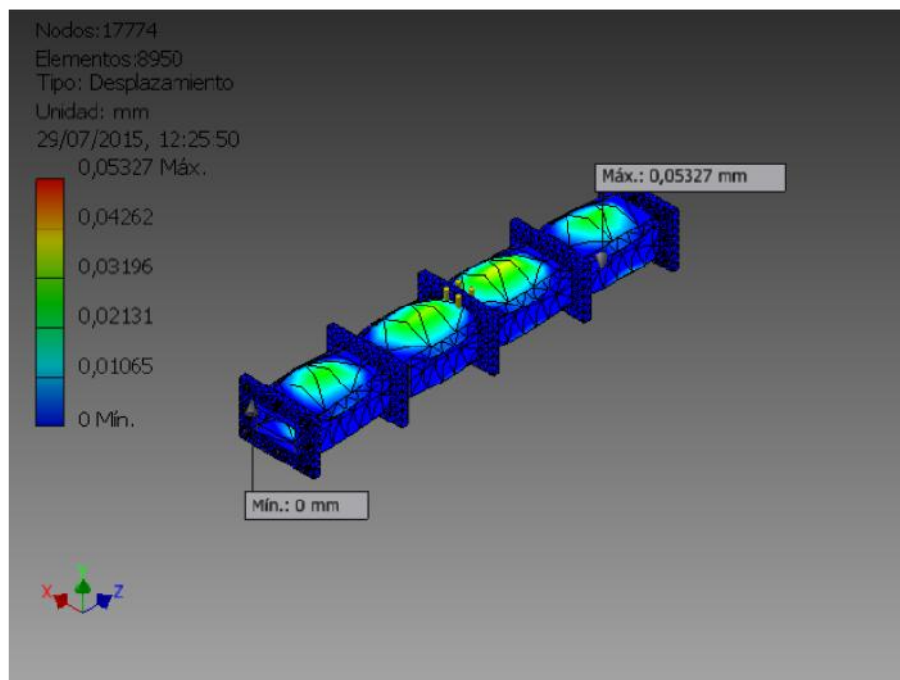 Nodos:17774
Elementos:8950
Tipo: Desplazamiento
Unidad: mm
29/07/2015, 12:25:50
0,05327 Máx.
0,04262
0,03196
0,02131
0,01065
0 Mín.
Máx.: 0,05327 mm
Mín.: 0 mm
X
Y
Z